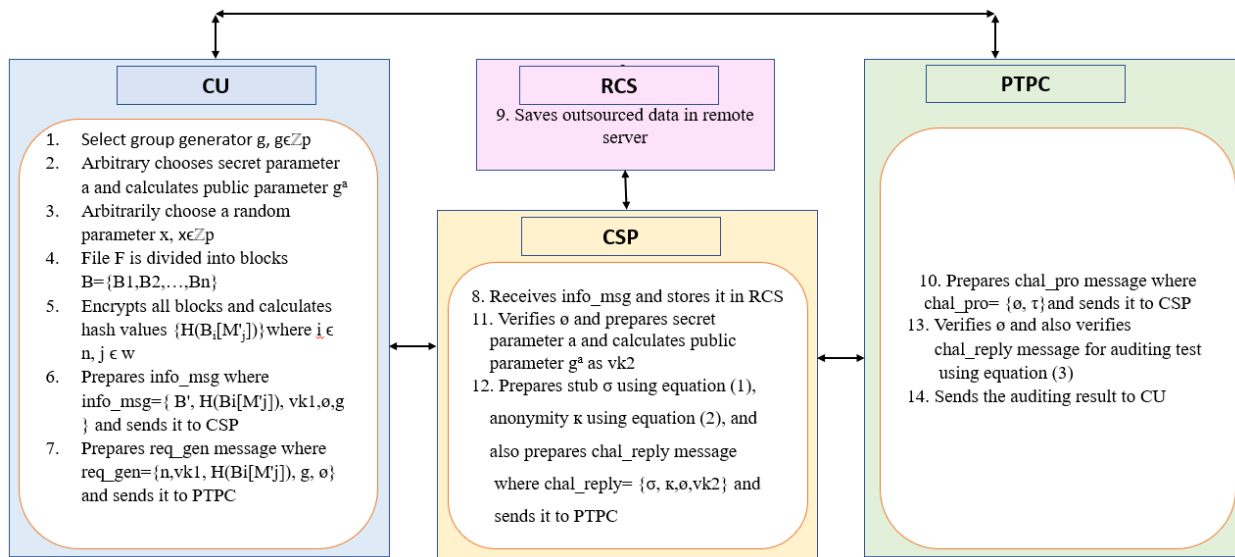 CU
1. Select group generator g, gϵℤp
2. Arbitrary chooses secret parameter
a and calculates public parameter gᵃ
3. Arbitrarily choose a random
parameter x, xϵℤp
4. File F is divided into blocks
B={B1,B2,…,Bn}
5. Encrypts all blocks and calculates
hash values {H(Bᵢ[M'ⱼ])}where i ϵ
n, j ϵ w
6. Prepares info_msg where
info_msg={ B', H(Bi[M'j]), vk1,ø,g
} and sends it to CSP
7. Prepares req_gen message where
req_gen={n,vk1, H(Bi[M'j]), g, ø}
and sends it to PTPC
RCS
9. Saves outsourced data in remote
server
CSP
8. Receives info_msg and stores it in RCS
11. Verifies ø and prepares secret
parameter a and calculates public
parameter gᵃ as vk2
12. Prepares stub σ using equation (1),
anonymity κ using equation (2), and
also prepares chal_reply message
where chal_reply= {σ, κ,ø,vk2} and
sends it to PTPC
PTPC
10. Prepares chal_pro message where
chal_pro= {ø, τ}and sends it to CSP
13. Verifies ø and also verifies
chal_reply message for auditing test
using equation (3)
14. Sends the auditing result to CU